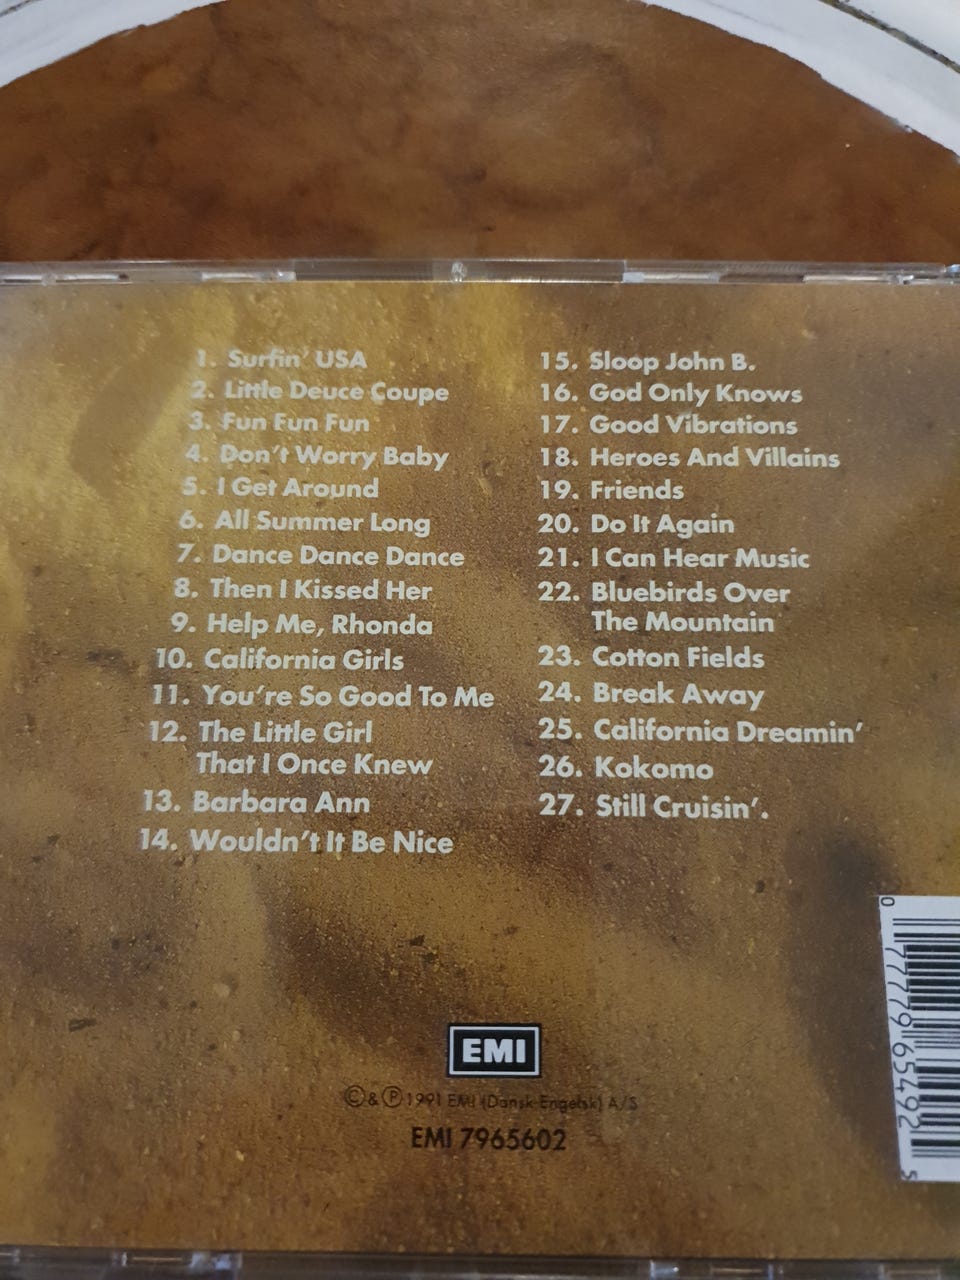 1. Surfin' USA
2. Little Deuce Coupe
3. Fun Fun Fun
4. Don't Worry Baby
5. I Get Around
6. All Summer Long
7. Dance Dance Dance
8. Then I Kissed Her
9. Help Me, Rhonda
10. California Girls
11. You're So Good To Me
12. The Little Girl
That I Once Knew
13. Barbara Ann
14. Wouldn't It Be Nice
15. Sloop John B.
16. God Only Knows
17. Good Vibrations
18. Heroes And Villains
19. Friends
20. Do It Again
21. I Can Hear Music
22. Bluebirds Over
The Mountain
23. Cotton Fields
24. Break Away
25. California Dreamin'
26. Kokomo
27. Still Cruisin'.
EMI
© & ℗ 1991 EMI (Dansk-Engelsk) A/S
EMI 7965602
0 77779 65492 5